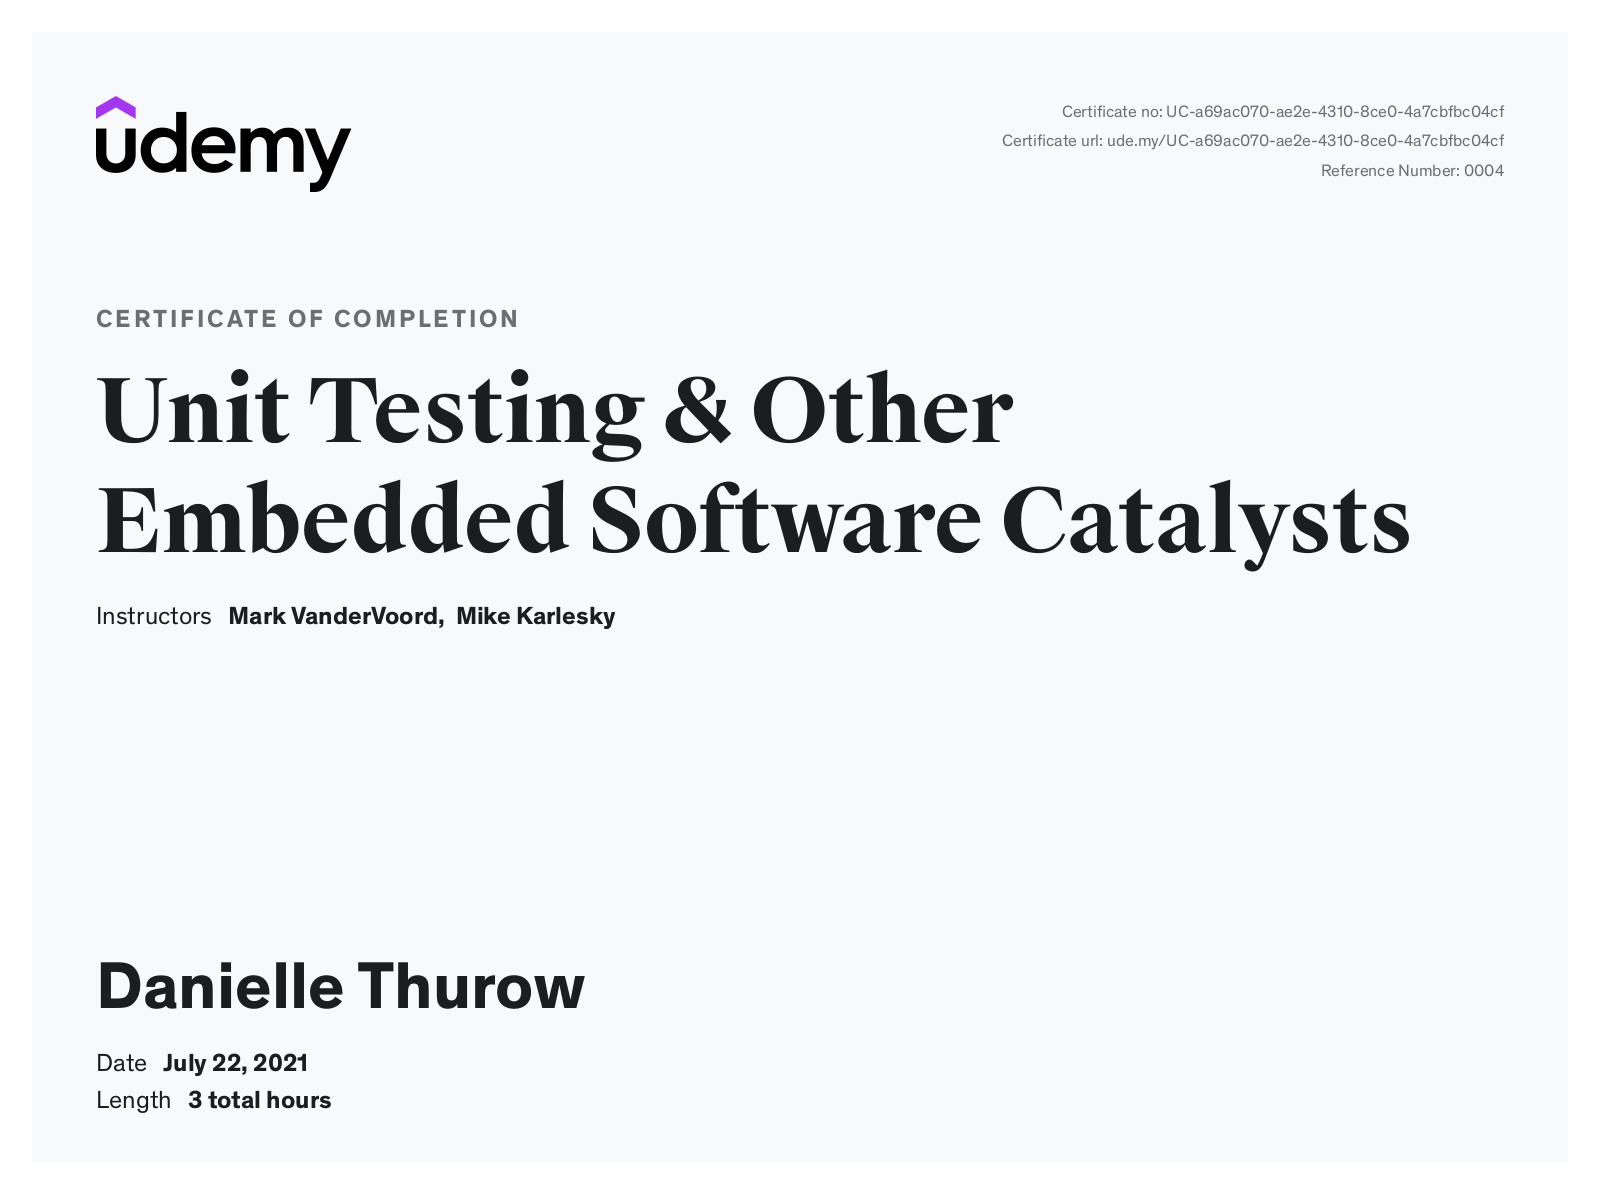 udemy
Certificate no: UC-a69ac070-ae2e-4310-8ce0-4a7cbfbc04cf
Certificate url: ude.my/UC-a69ac070-ae2e-4310-8ce0-4a7cbfbc04cf
Reference Number: 0004
CERTIFICATE OF COMPLETION
Unit Testing & Other
Embedded Software Catalysts
Instructors Mark VanderVoord, Mike Karlesky
Danielle Thurow
Date July 22, 2021
Length 3 total hours